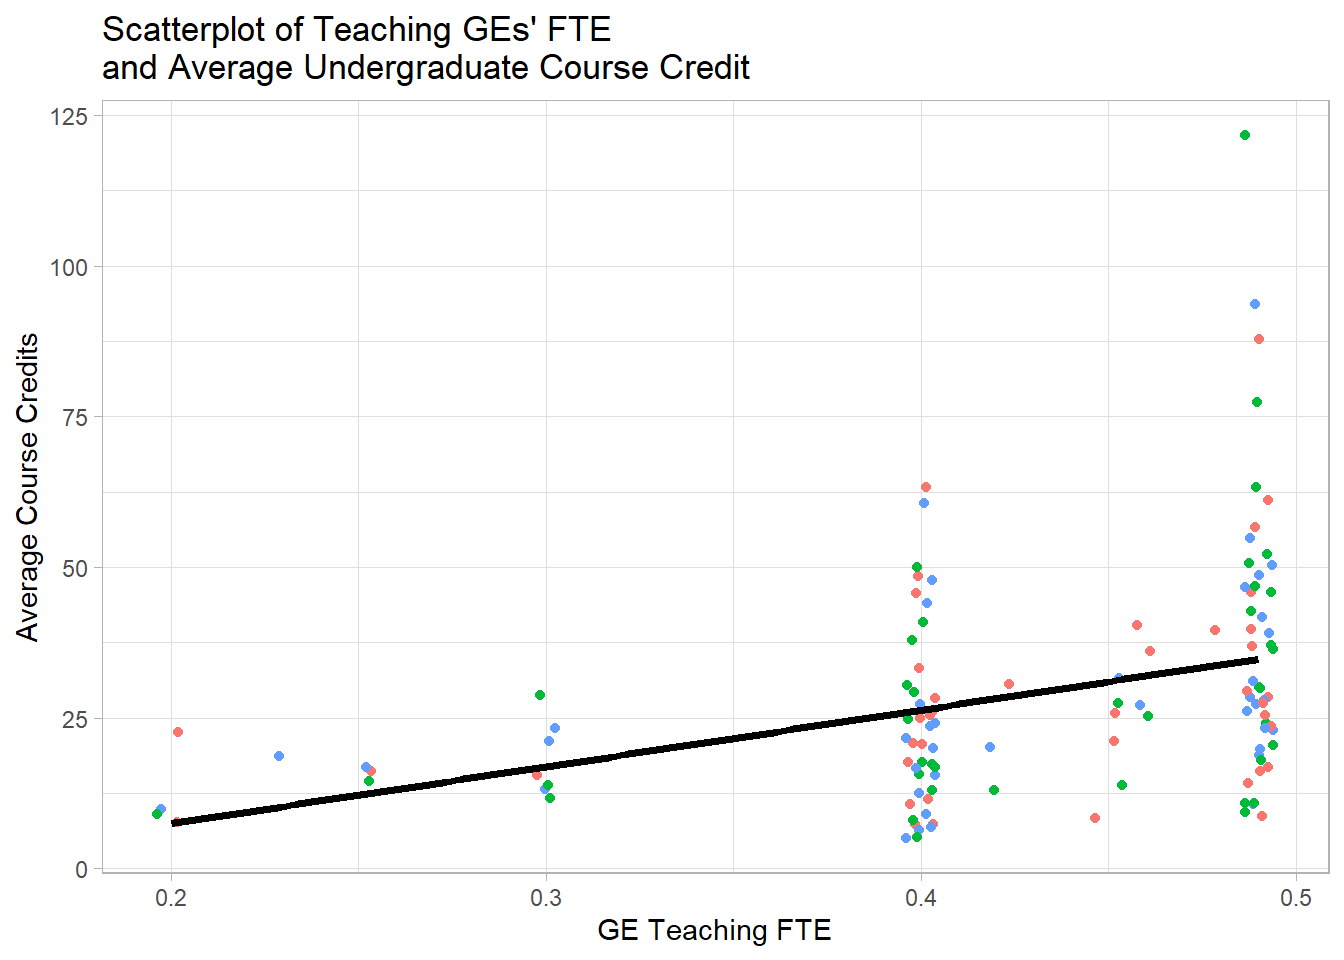 Scatterplot of Teaching GEs' FTE
and Average Undergraduate Course Credit
125
100
75
50
25
0
Average Course Credits
0.2 0.3 0.4 0.5
GE Teaching FTE